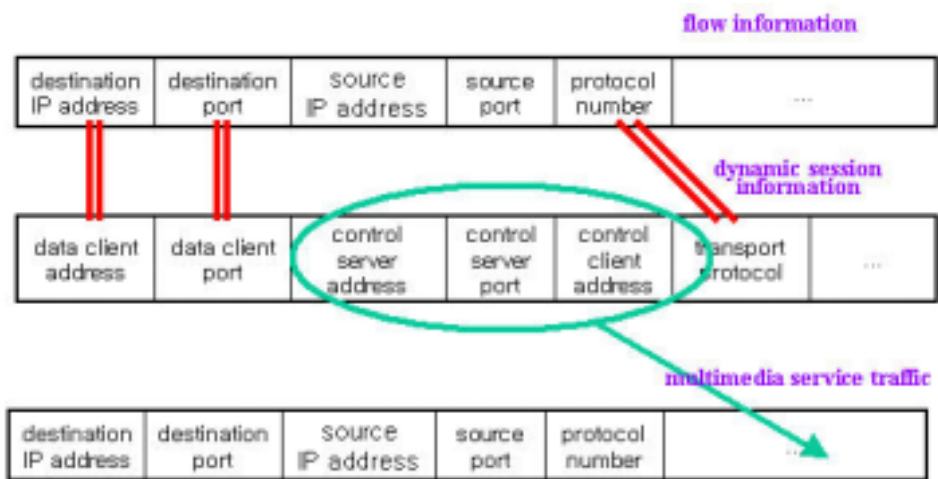 flow information
destination
IP address
destination
port
source
IP address
source
port
protocol
number
...
dynamic session
information
data client
address
data client
port
control
server
address
control
server
port
control
client
address
transport
protocol
...
multimedia service traffic
destination
IP address
destination
port
source
IP address
source
port
protocol
number
...